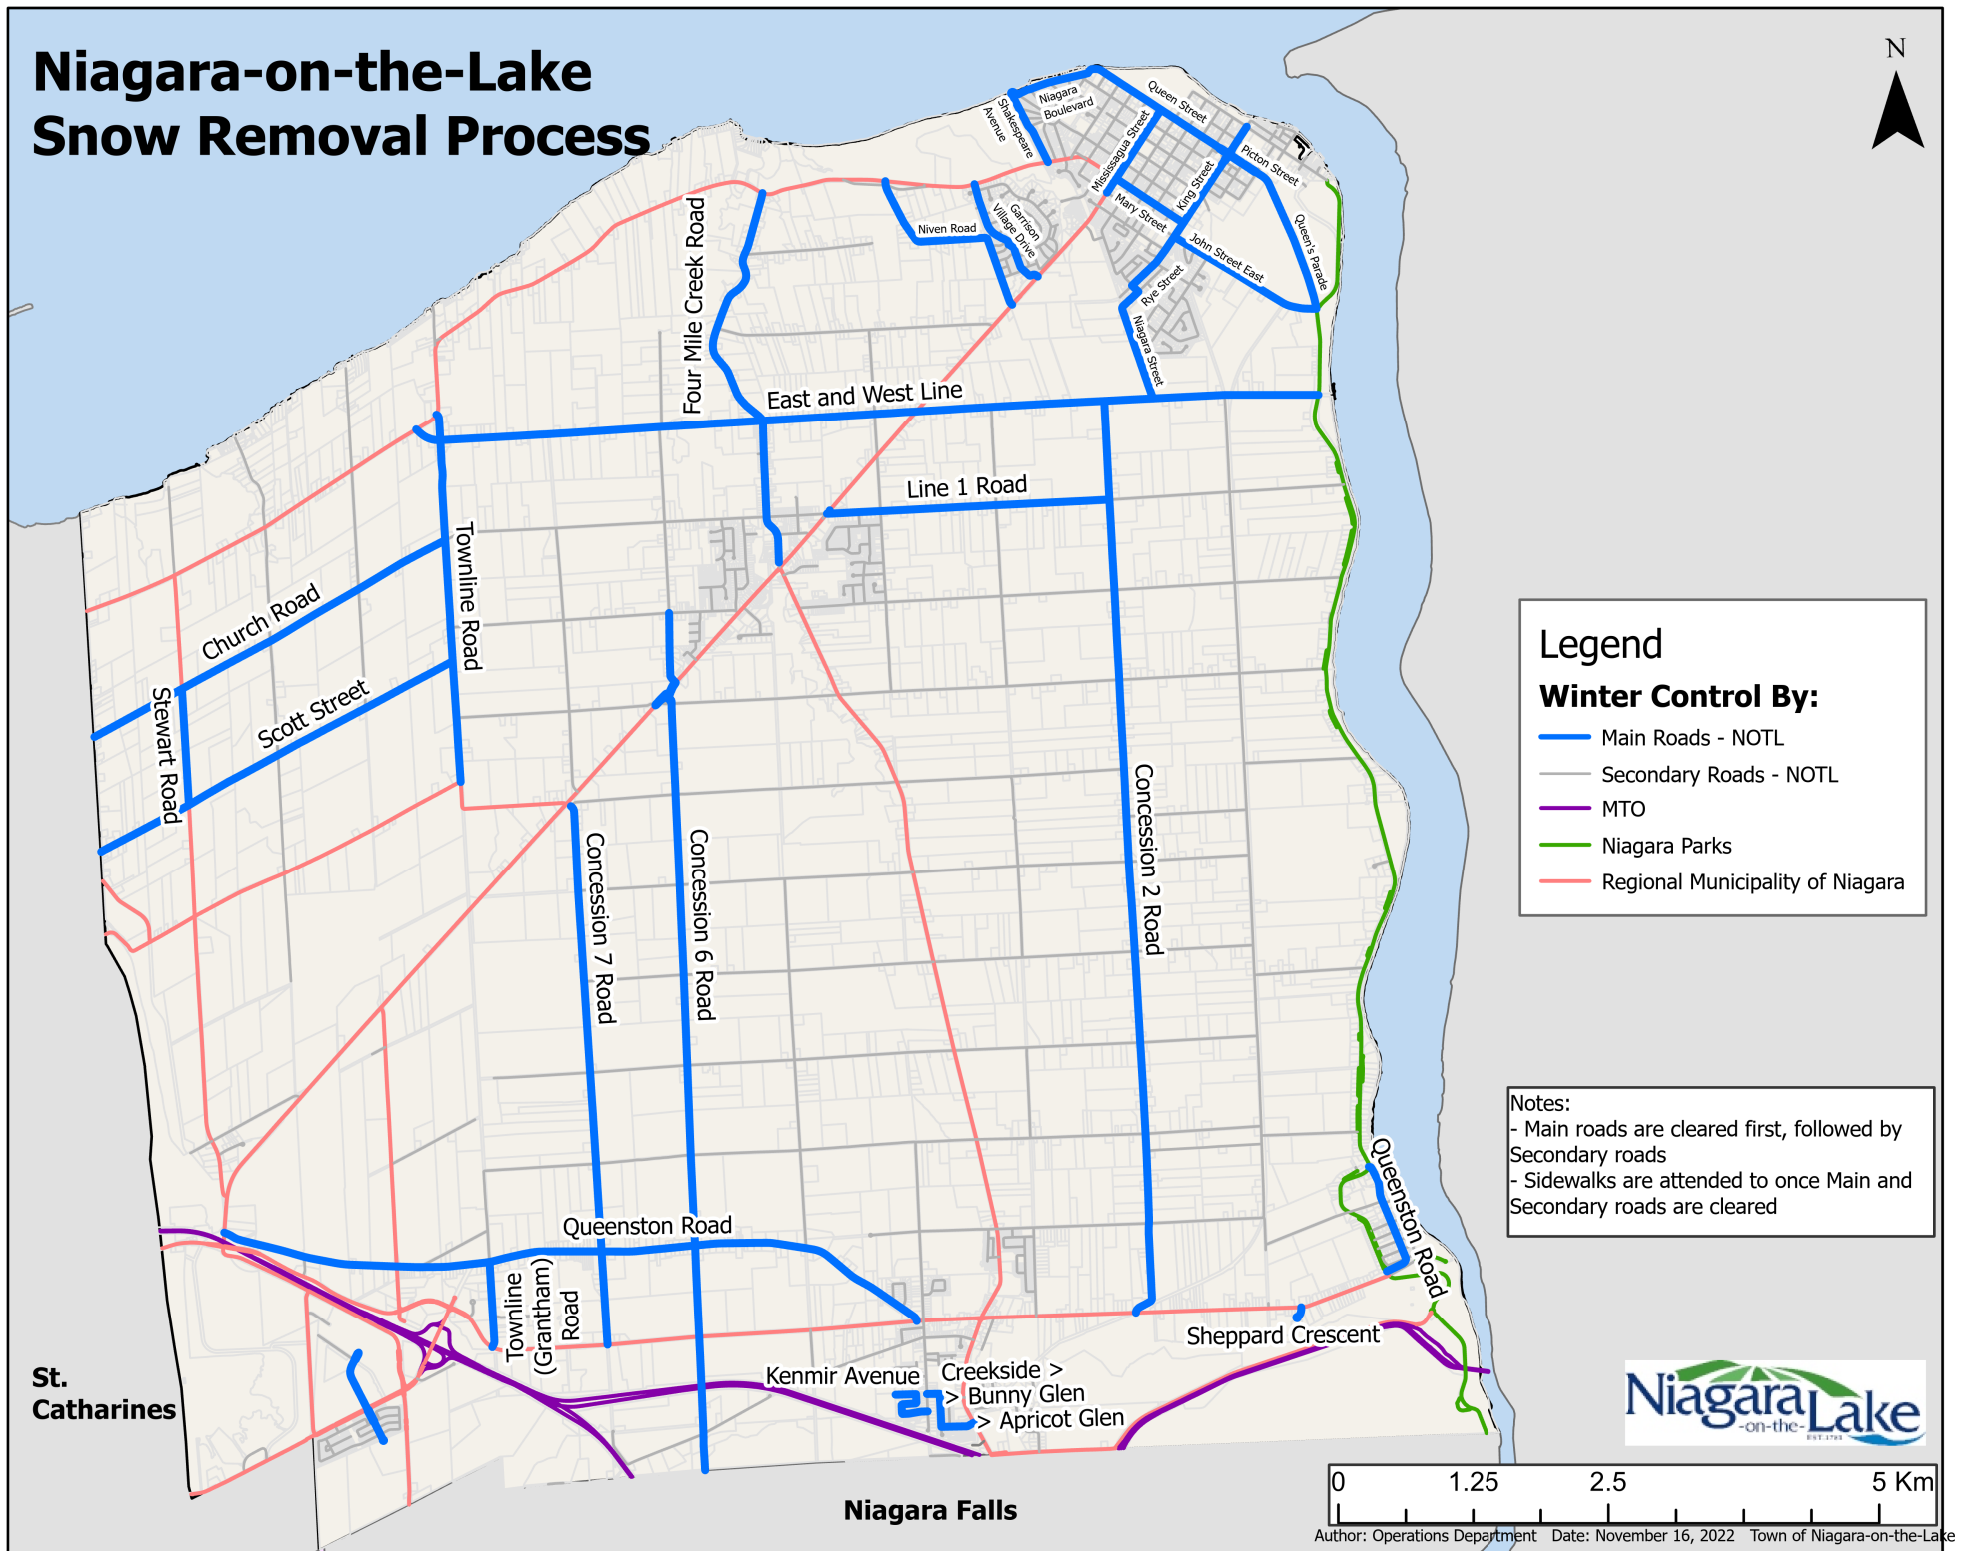 Niagara-on-the-Lake
Snow Removal Process
N
Niagara
Boulevard
Shakespeare
Avenue
Queen Street
Mississagua Street
Picton Street
King Street
Mary Street
John Street East
Queen's Parade
Garrison
Village Drive
Niven Road
Rye Street
Niagara Street
Four Mile Creek Road
East and West Line
Line 1 Road
Townline Road
Church Road
Scott Street
Stewart Road
Concession 7 Road
Concession 6 Road
Concession 2 Road
Queenston Road
Queenston Road
Townline
(Grantham)
Road
Sheppard Crescent
Kenmir Avenue
Creekside >
> Bunny Glen
> Apricot Glen
St.
Catharines
Niagara Falls
Legend
Winter Control By:
Main Roads - NOTL
Secondary Roads - NOTL
MTO
Niagara Parks
Regional Municipality of Niagara
Notes:
- Main roads are cleared first, followed by
Secondary roads
- Sidewalks are attended to once Main and
Secondary roads are cleared
Niagara
-on-the-
Lake
EST. 1781
0 1.25 2.5 5 Km
Author: Operations Department Date: November 16, 2022 Town of Niagara-on-the-Lake